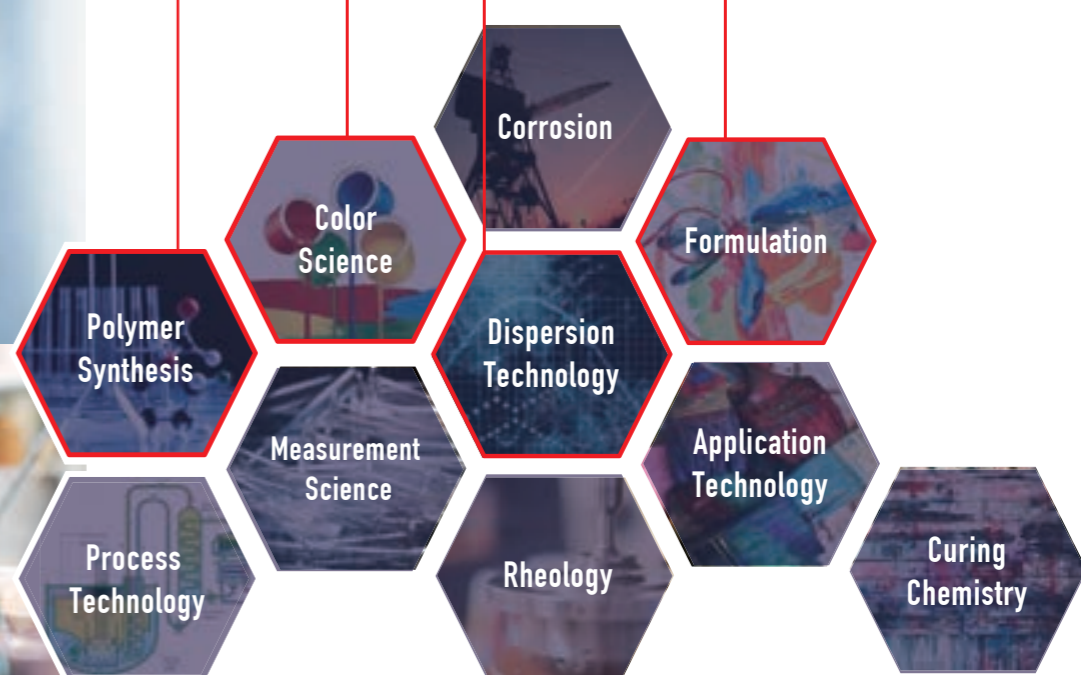 Corrosion
Color
Science
Formulation
Polymer
Synthesis
Dispersion
Technology
Measurement
Science
Application
Technology
Process
Technology
Rheology
Curing
Chemistry